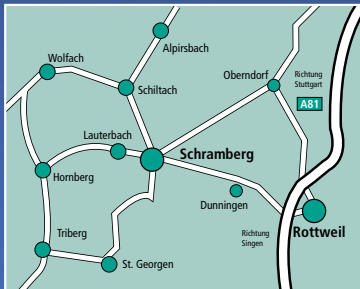 Alpirsbach
Wolfach
Oberndorf
Richtung
Stuttgart
Schiltach
A81
Lauterbach
Schramberg
Hornberg
Dunningen
Triberg
Richtung
Singen
Rottweil
St. Georgen